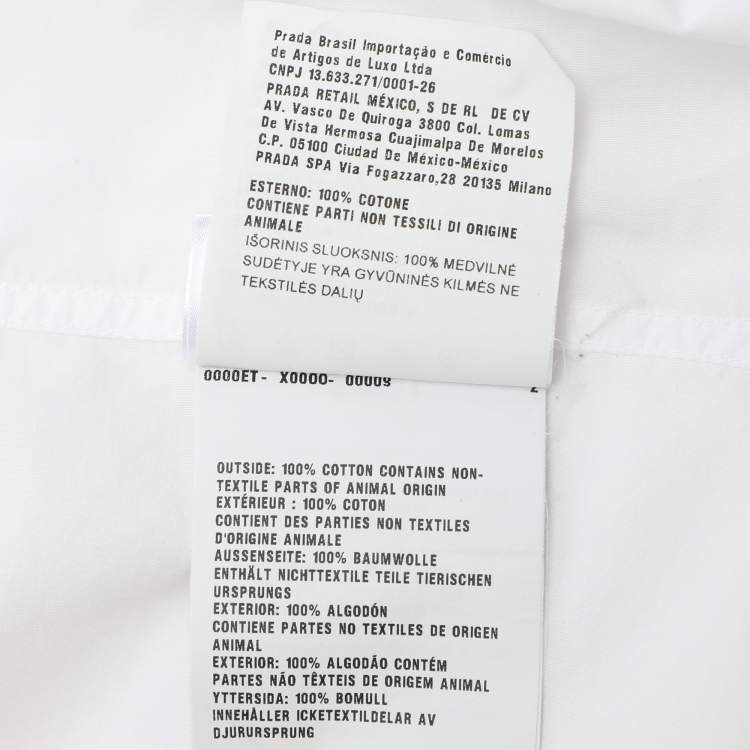 Prada Brasil Importação e Comércio
de Artigos de Luxo Ltda
CNPJ 13.633.271/0001-26
PRADA RETAIL MÉXICO, S DE RL DE CV
AV. Vasco De Quiroga 3800 Col. Lomas
De Vista Hermosa Cuajimalpa De Morelos
C.P. 05100 Ciudad De México-México
PRADA SPA Via Fogazzaro,28 20135 Milano
ESTERNO: 100% COTONE
CONTIENE PARTI NON TESSILI DI ORIGINE
ANIMALE
IŠORINIS SLUOKSNIS: 100% MEDVILNĖ
SUDĖTYJE YRA GYVŪNINĖS KILMĖS NE
TEKSTILĖS DALIŲ
0000ET- X0000- 00009 2
OUTSIDE: 100% COTTON CONTAINS NON-
TEXTILE PARTS OF ANIMAL ORIGIN
EXTÉRIEUR : 100% COTON
CONTIENT DES PARTIES NON TEXTILES
D'ORIGINE ANIMALE
AUSSENSEITE: 100% BAUMWOLLE
ENTHÄLT NICHTTEXTILE TEILE TIERISCHEN
URSPRUNGS
EXTERIOR: 100% ALGODÓN
CONTIENE PARTES NO TEXTILES DE ORIGEN
ANIMAL
EXTERIOR: 100% ALGODÃO CONTÉM
PARTES NÃO TÊXTEIS DE ORIGEM ANIMAL
YTTERSIDA: 100% BOMULL
INNEHÅLLER ICKETEXTILDELAR AV
DJURURSPRUNG